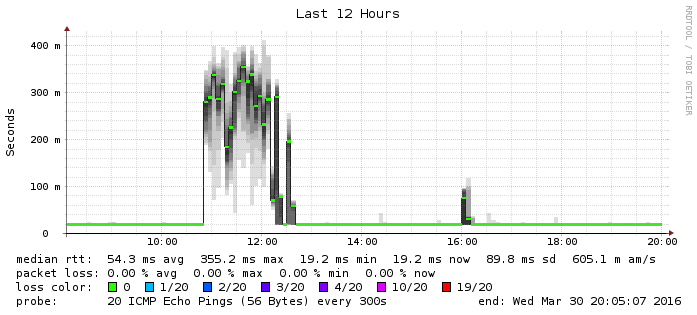 Last 12 Hours
RRDTOOL / TOBI OETIKER
Seconds
400 m
300 m
200 m
100 m
0
10:00 12:00 14:00 16:00 18:00 20:00
median rtt: 54.3 ms avg 355.2 ms max 19.2 ms min 19.2 ms now 89.8 ms sd 605.1 m am/s
packet loss: 0.00 % avg 0.00 % max 0.00 % min 0.00 % now
loss color: 0 1/20 2/20 3/20 4/20 10/20 19/20
probe: 20 ICMP Echo Pings (56 Bytes) every 300s end: Wed Mar 30 20:05:07 2016